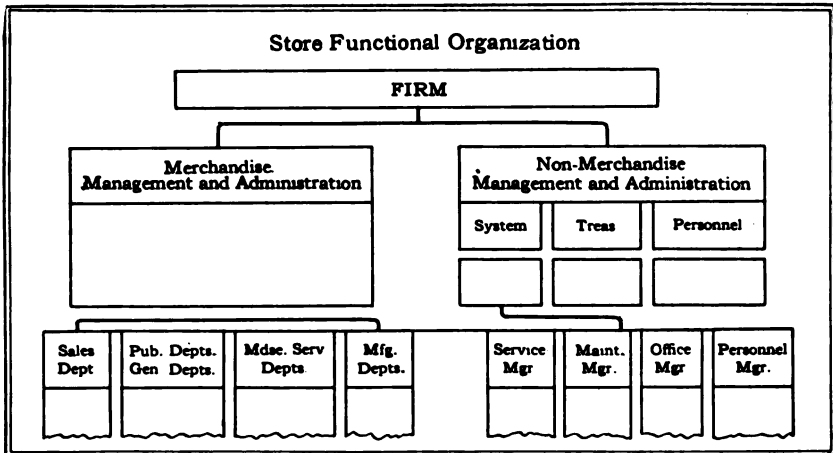 Store Functional Organization
FIRM
Merchandise.
Management and Administration
Non-Merchandise
Management and Administration
System
Treas
Personnel
Sales
Dept
Pub. Depts.
Gen Depts.
Mdse. Serv
Depts
Mfg.
Depts.
Service
Mgr
Maint.
Mgr.
Office
Mgr
Personnel
Mgr.